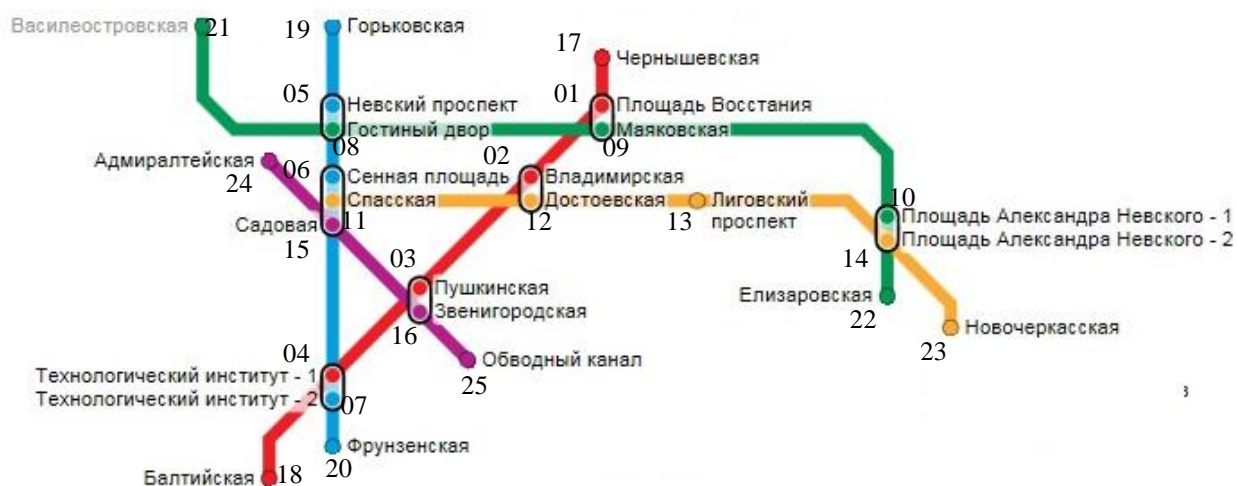 Василеостровская 21 19 Горьковская
17 Чернышевская
05 Невский проспект 01 Площадь Восстания
Гостиный двор Маяковская
08 09
Адмиралтейская 06 Сенная площадь 02 Владимирская
24 Спасская Достоевская Лиговский
проспект
10 Площадь Александра Невского - 1
Садовая 11 12 13
15 14 Площадь Александра Невского - 2
03 Пушкинская
Звенигородская Елизаровская
16 22 Новочеркасская
23
04 Обводный канал
Технологический институт - 1 25
Технологический институт - 2 07
в
Фрунзенская
20
Балтийская 18